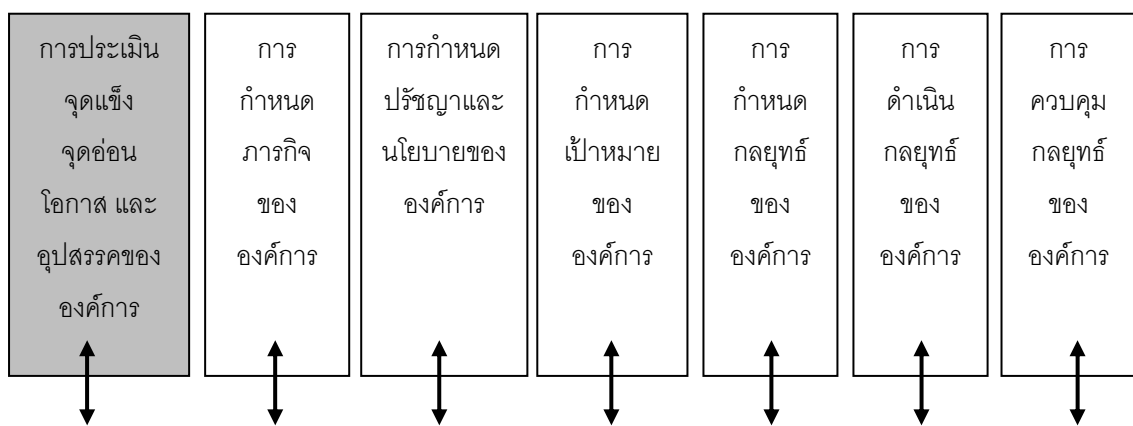 การประเมิน
จุดแข็ง
จุดอ่อน
โอกาส และ
อุปสรรคของ
องค์การ
การ
กำหนด
ภารกิจ
ของ
องค์การ
การกำหนด
ปรัชญาและ
นโยบายของ
องค์การ
การ
กำหนด
เป้าหมาย
ของ
องค์การ
การ
กำหนด
กลยุทธ์
ของ
องค์การ
การ
ดำเนิน
กลยุทธ์
ของ
องค์การ
การ
ควบคุม
กลยุทธ์
ของ
องค์การ